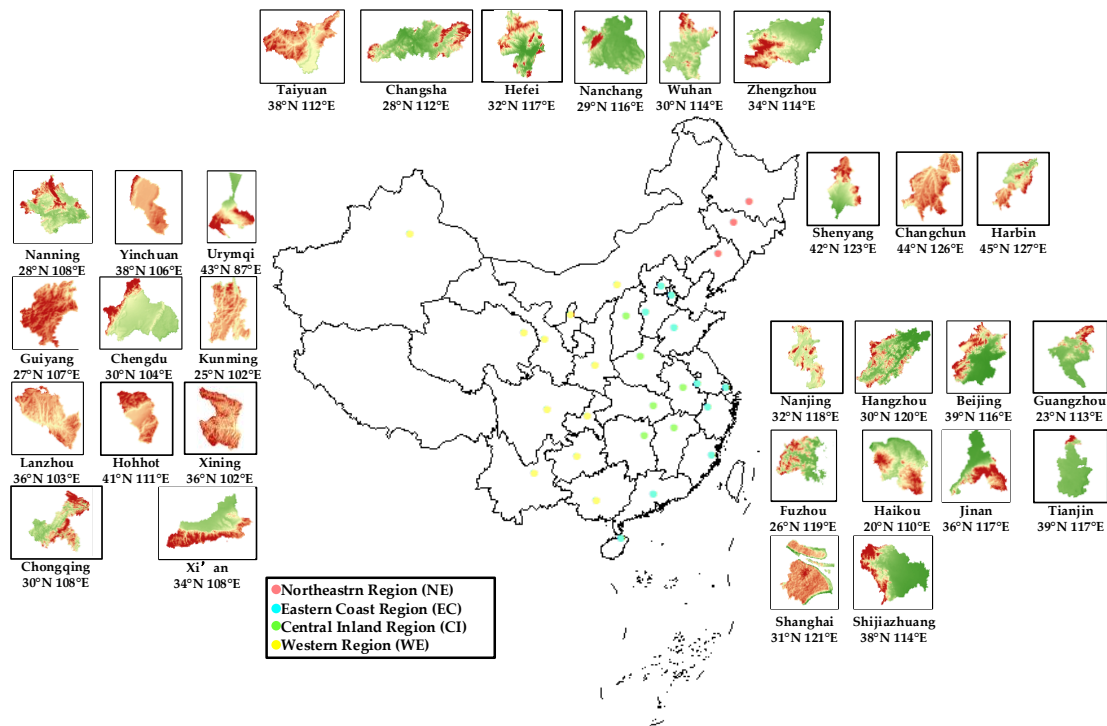 Taiyuan
38°N 112°E
Changsha
28°N 112°E
Hefei
32°N 117°E
Nanchang
29°N 116°E
Wuhan
30°N 114°E
Zhengzhou
34°N 114°E
Nanning
28°N 108°E
Yinchuan
38°N 106°E
Urymqi
43°N 87°E
Shenyang
42°N 123°E
Changchun
44°N 126°E
Harbin
45°N 127°E
Guiyang
27°N 107°E
Chengdu
30°N 104°E
Kunming
25°N 102°E
Nanjing
32°N 118°E
Hangzhou
30°N 120°E
Beijing
39°N 116°E
Guangzhou
23°N 113°E
Lanzhou
36°N 103°E
Hohhot
41°N 111°E
Xining
36°N 102°E
Fuzhou
26°N 119°E
Haikou
20°N 110°E
Jinan
36°N 117°E
Tianjin
39°N 117°E
Chongqing
30°N 108°E
Xi’ an
34°N 108°E
Shanghai
31°N 121°E
Shijiazhuang
38°N 114°E
Northeastrn Region (NE)
Eastern Coast Region (EC)
Central Inland Region (CI)
Western Region (WE)